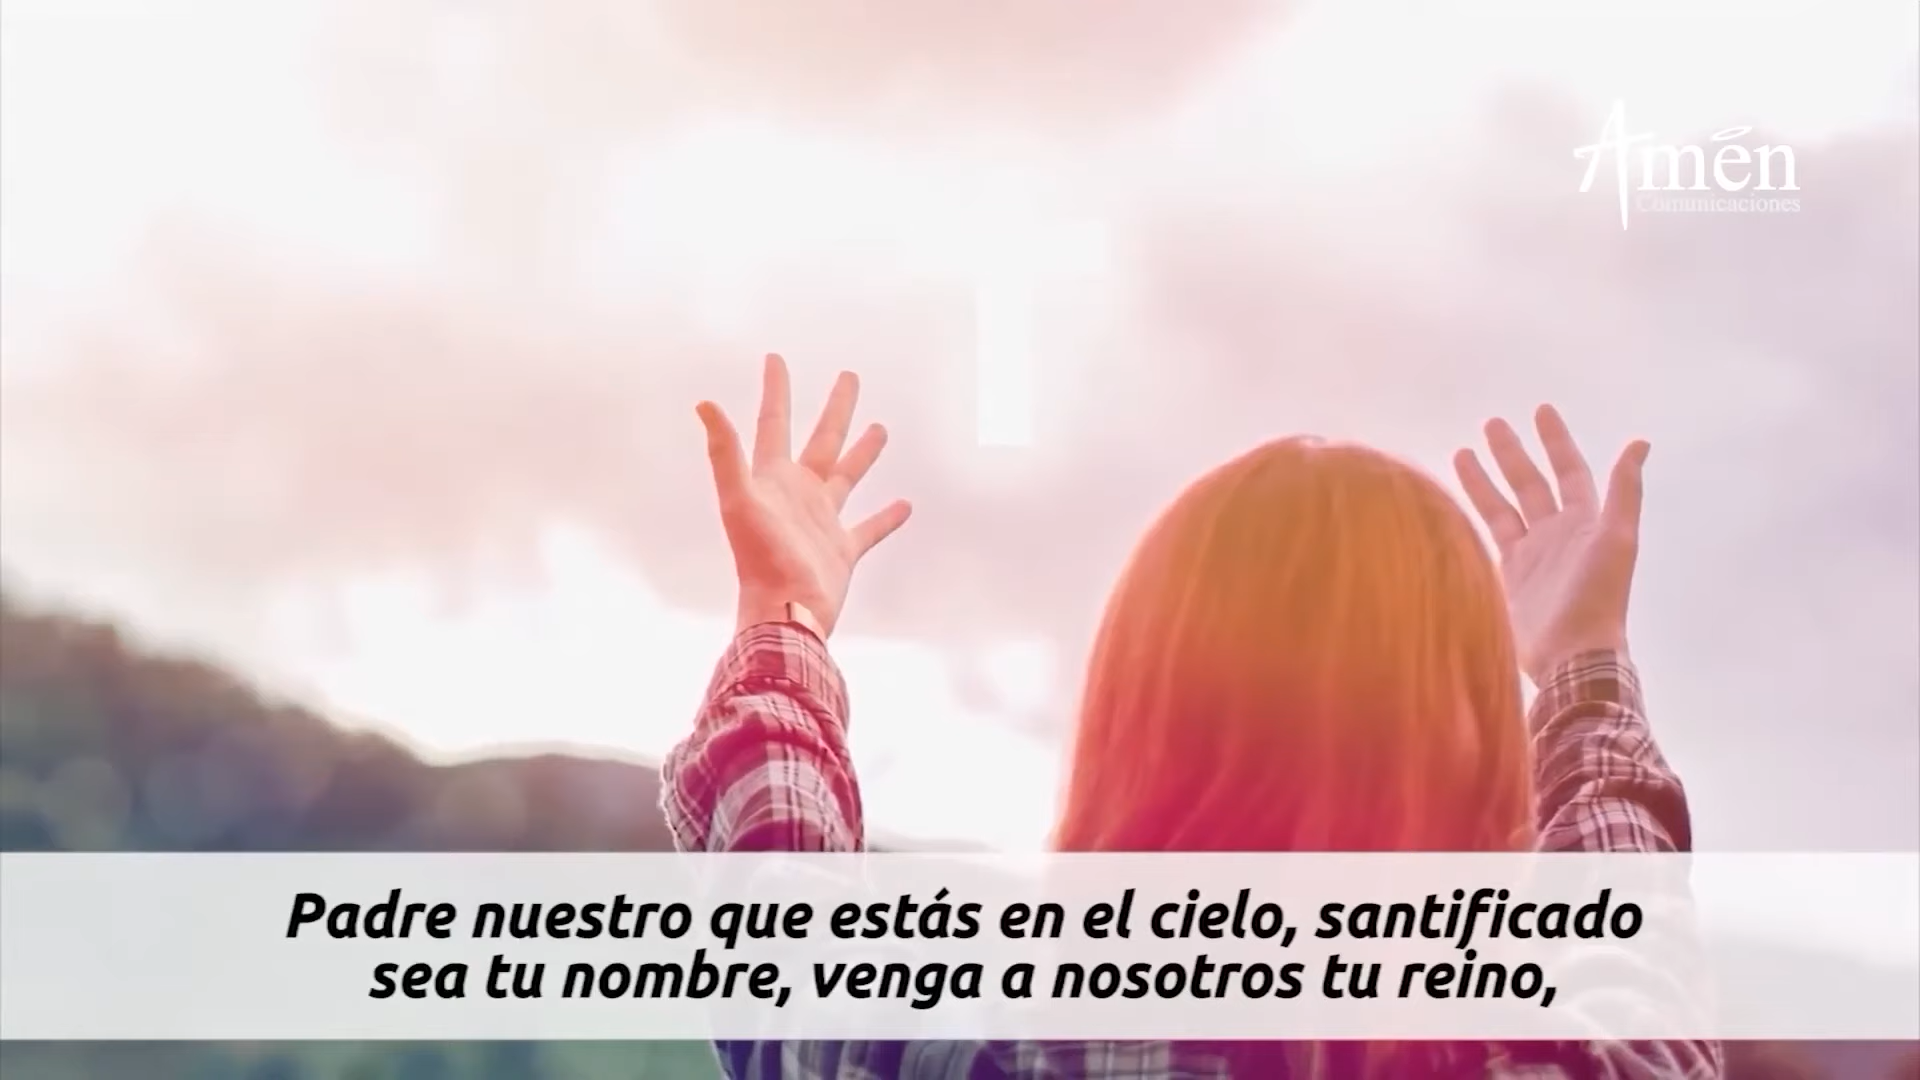 Amén
Comunicaciones
Padre nuestro que estás en el cielo, santificado
sea tu nombre, venga a nosotros tu reino,